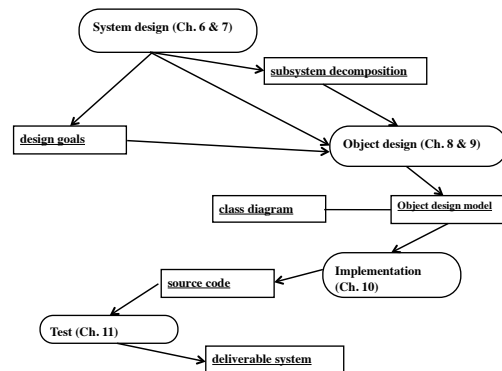 System design (Ch. 6 & 7)
subsystem decomposition
design goals
Object design (Ch. 8 & 9)
class diagram
Object design model
Implementation
(Ch. 10)
source code
Test (Ch. 11)
deliverable system